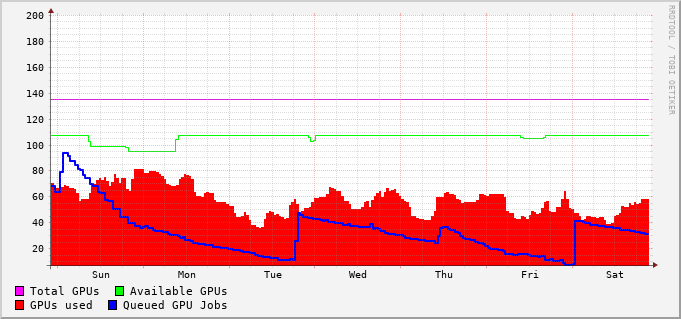 200
180
160
140
120
100
80
60
40
20
Sun Mon Tue Wed Thu Fri Sat
Total GPUs Available GPUs
GPUs used Queued GPU Jobs
RRDTOOL / TOBI OETIKER